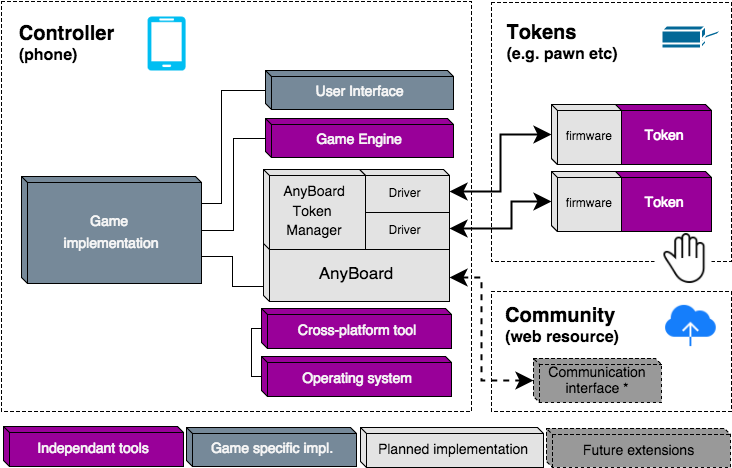 Controller
(phone)
User Interface
Game Engine
Game
implementation
AnyBoard
Token
Manager
Driver
Driver
AnyBoard
Cross-platform tool
Operating system
Tokens
(e.g. pawn etc)
firmware
Token
firmware
Token
Community
(web resource)
Communication
interface *
Independant tools
Game specific impl.
Planned implementation
Future extensions